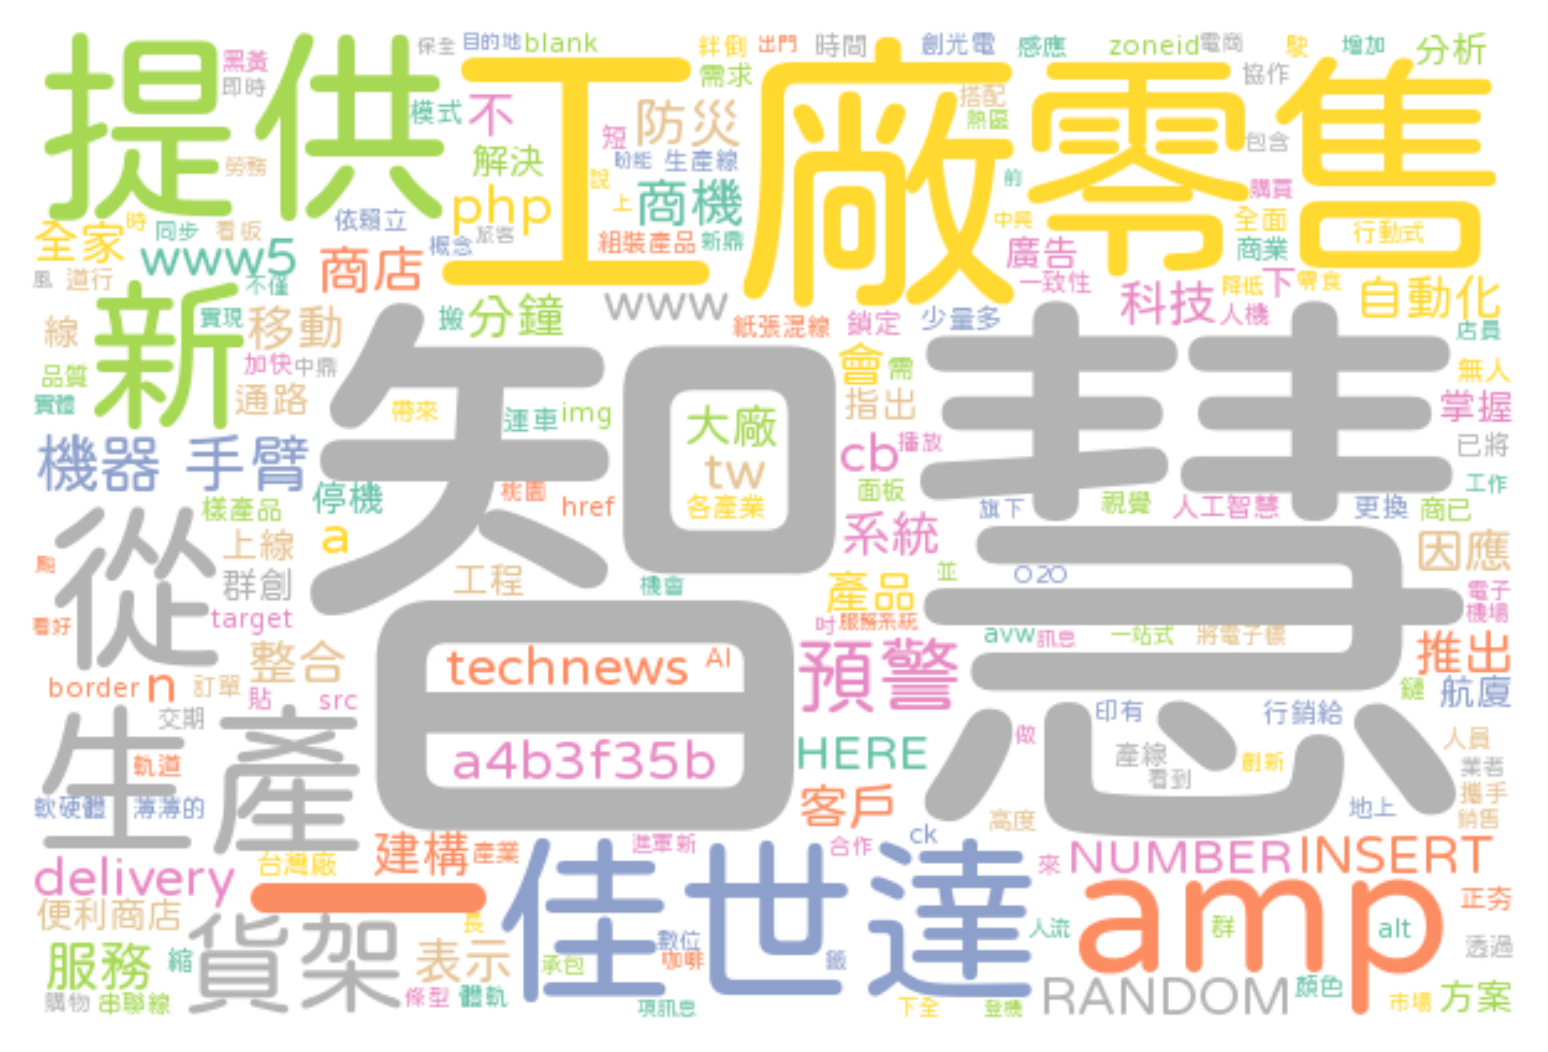 提供
工廠零售
智慧
新
從
生產
貨架
佳世達
amp
一
黑黃
即時
保全
目的地
blank
絆倒
出門
時間
創光電
感應
zoneid
電商
駛
增加
分析
需求
協作
模式
不
短
防災
搭配
熱區
包含
解決
生產線
勞務
說
上
商機
php
前
購買
全家
時
同步
看板
依賴立
概念
旅客
組裝產品
新鼎
中興
全面
行動式
www5
商店
廣告
商業
風
道行
不僅
一致性
下
零食
降低
自動化
科技
人機
線
實現
移動
搬
分鐘
www
紙張混線
鎖定
少量多
店員
品質
加快
中鼎
會
需
無人
實體
通路
帶來
運車
img
大廠
指出
掌握
機器 手臂
tw
cb
播放
已將
停機
桃園
href
各產業
面板
工作
樣產品
旗下
視覺
人工智慧
更換
商已
上線
a
系統
因應
群創
工程
機會
產品
並
O2O
電子
機場
看好
target
吋
服務系統
avw
訊息
一站式
將電子標
推出
整合
technews
AI
預警
border
n
訂單
貼
src
鏈
航廈
交期
印有
行銷給
軌道
a4b3f35b
HERE
做
產線
看到
創新
人員
業者
軟硬體
薄薄的
客戶
地上
攜手
銷售
高度
建構
產業
進軍新
合作
ck
來
NUMBER
INSERT
delivery
台灣廠
便利商店
長
正夯
服務
縮
表示
承包
數位
咖啡
籤
人流
群
alt
透過
購物
串聯線
條型
體軌
項訊息
下全
登機
RANDOM
顏色
市場
方案